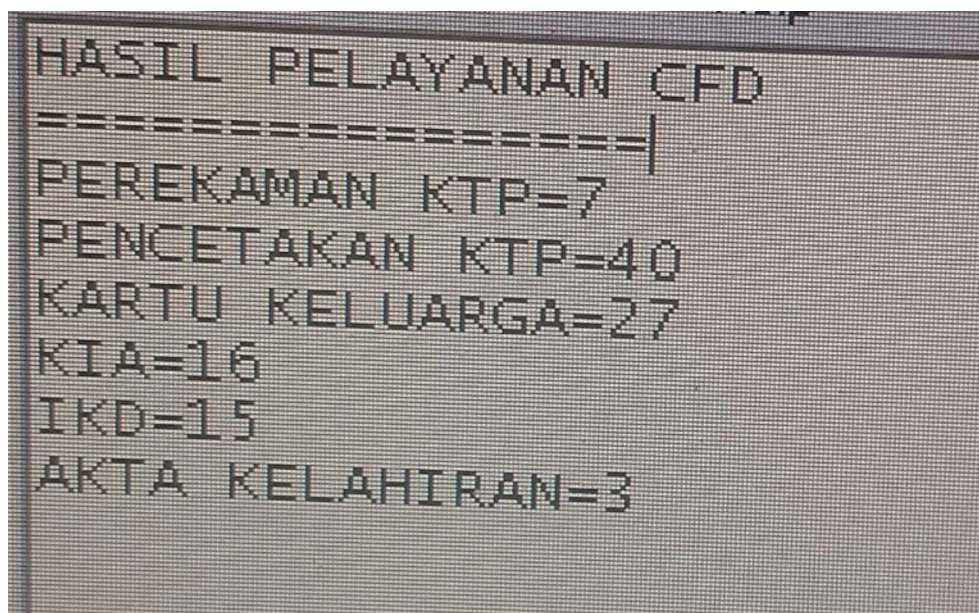 HASIL PELAYANAN CFD
================
PEREKAMAN KTP=7
PENCETAKAN KTP=40
KARTU KELUARGA=27
KIA=16
IKD=15
AKTA KELAHIRAN=3